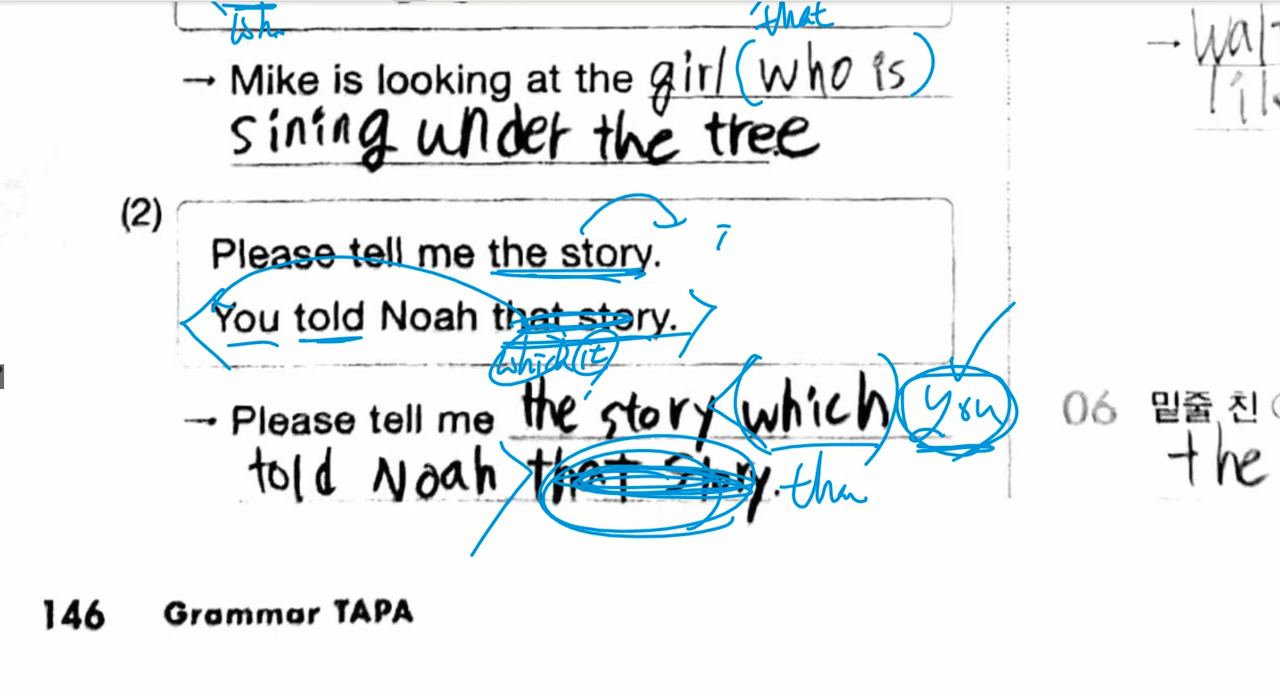 that
→ Mike is looking at the girl (who is)
sining under the tree
(2)
Please tell me the story.
You told Noah that story.
which it
→ Please tell me the story (which) you
told Noah that story.
tha
146 Grammar TAPA
→
06 밑줄 친
the